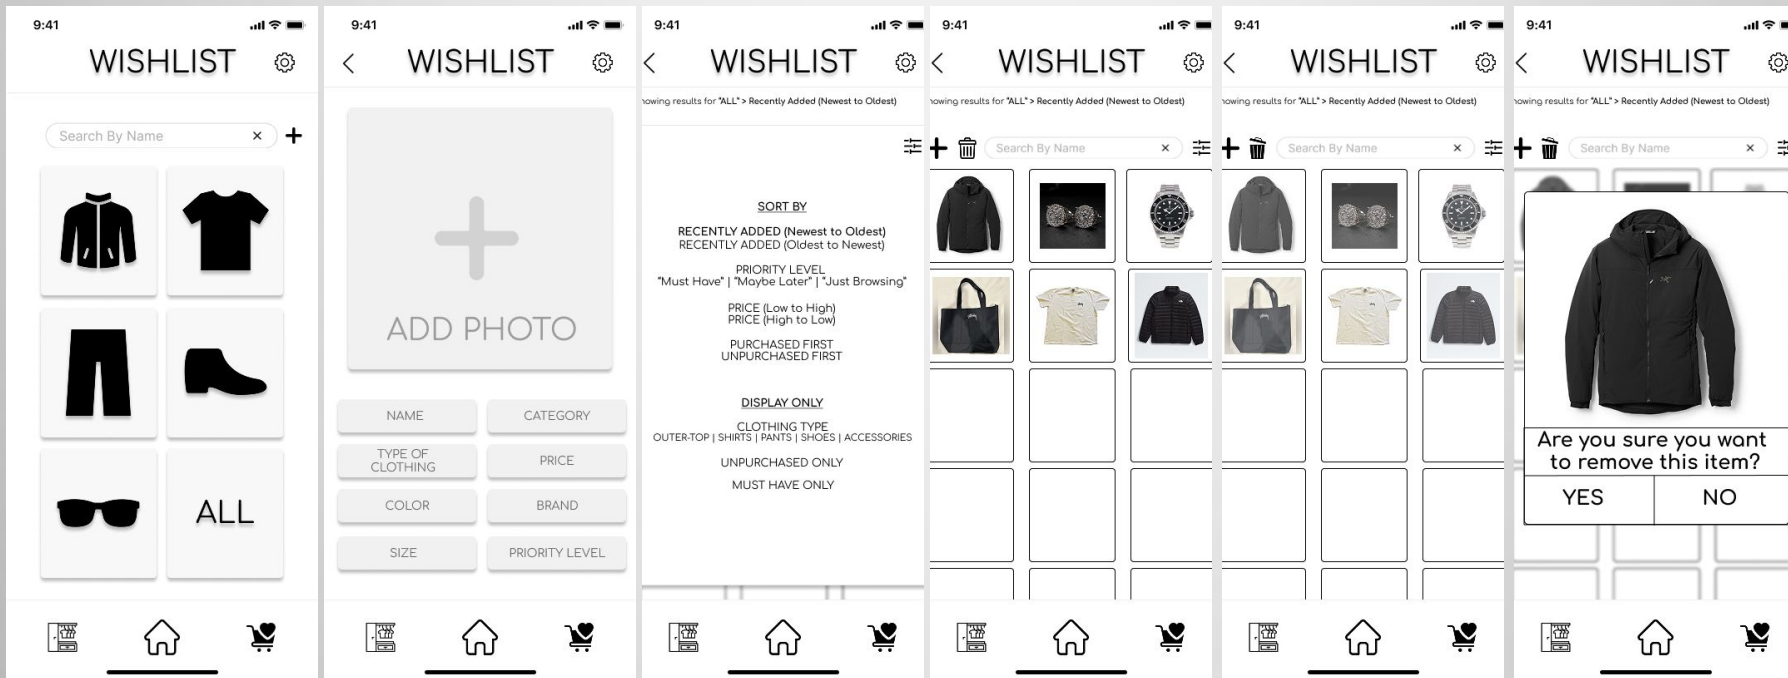 9:41
WISHLIST
Search By Name
ALL
9:41
WISHLIST
ADD PHOTO
NAME
CATEGORY
TYPE OF
CLOTHING
PRICE
COLOR
BRAND
SIZE
PRIORITY LEVEL
9:41
WISHLIST
results for "ALL" > Recently Added (Newest to Oldest)
SORT BY
RECENTLY ADDED (Newest to Oldest)
RECENTLY ADDED (Oldest to Newest)
PRIORITY LEVEL
"Must Have" | "Maybe Later" | "Just Browsing"
PRICE (Low to High)
PRICE (High to Low)
PURCHASED FIRST
UNPURCHASED FIRST
DISPLAY ONLY
CLOTHING TYPE
OUTER-TOP | SHIRTS | PANTS | SHOES | ACCESSORIES
UNPURCHASED ONLY
MUST HAVE ONLY
9:41
WISHLIST
results for "ALL" > Recently Added (Newest to Oldest)
Search By Name
9:41
WISHLIST
results for "ALL" > Recently Added (Newest to Oldest)
Search By Name
9:41
WISHLIST
results for "ALL" > Recently Added (Newest to Oldest)
Search By Name
Are you sure you want
to remove this item?
YES
NO